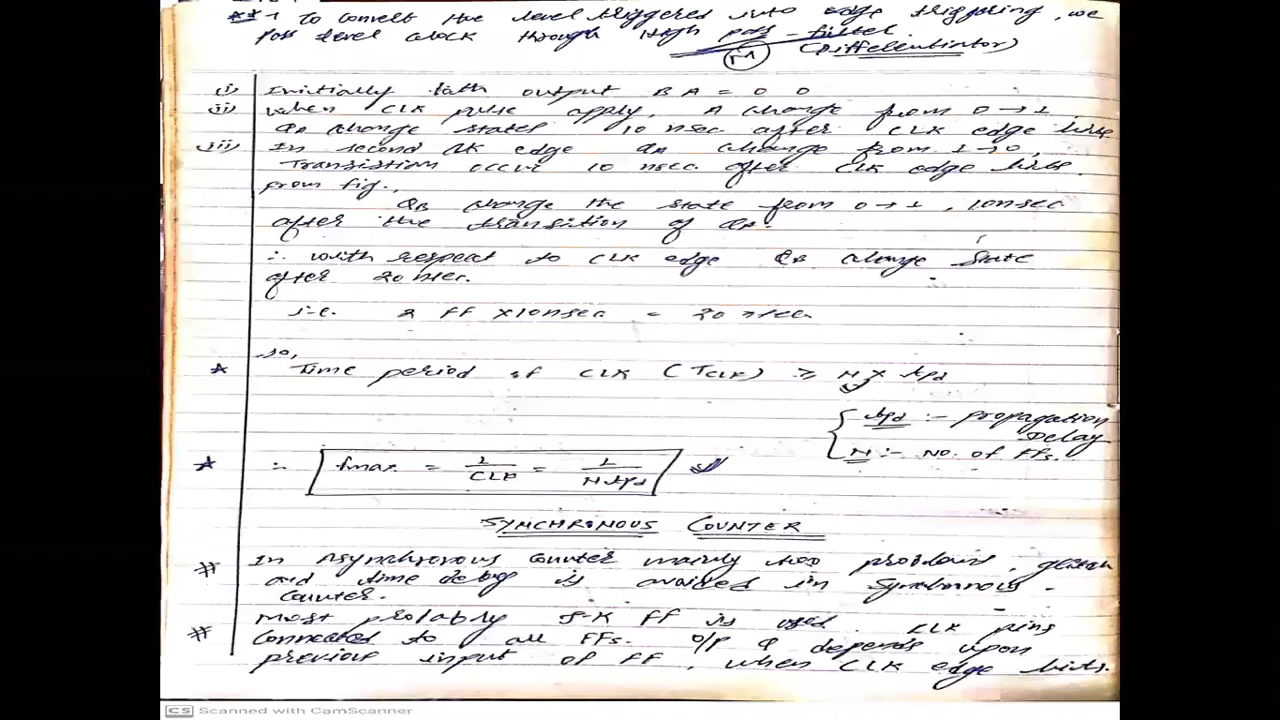 **→ To convert the level triggered into edge triggering, we
pass level clock through High pass-filter.
(Differentiator)
(i) Initially both output B A = 0 0
(ii) when CLK pulse apply, A change from 0→1
QA change states 10 nsec after CLK edge hits
(iii) In second CLK edge QA change from 1→0,
Transistion occur 10 nsec after CLK edge hits.
from fig.,
QB change the state from 0→1, 10nsec
after the transition of QA.
∴ with respect to CLK edge QB change state
after 20 nsec.
i.e. 2 FF x10nsec = 20 nsec.
so,
* Time period of CLK (TCLK) ≥ N x tpd
{ tpd :- propagation
Delay
N :- No. of FFs.
* ∴ fmax = 1/CLK = 1/N tpd
SYNCHRONOUS COUNTER
# In Asynchronous counter mainly two problems, glitch
and time delay is avoided in Synchronous
counter.
# Most probably J-K FF is used. CLK pins
connected to all FFs. O/P Q depends upon
previous input of FF, when CLK edge hits.
CS Scanned with CamScanner